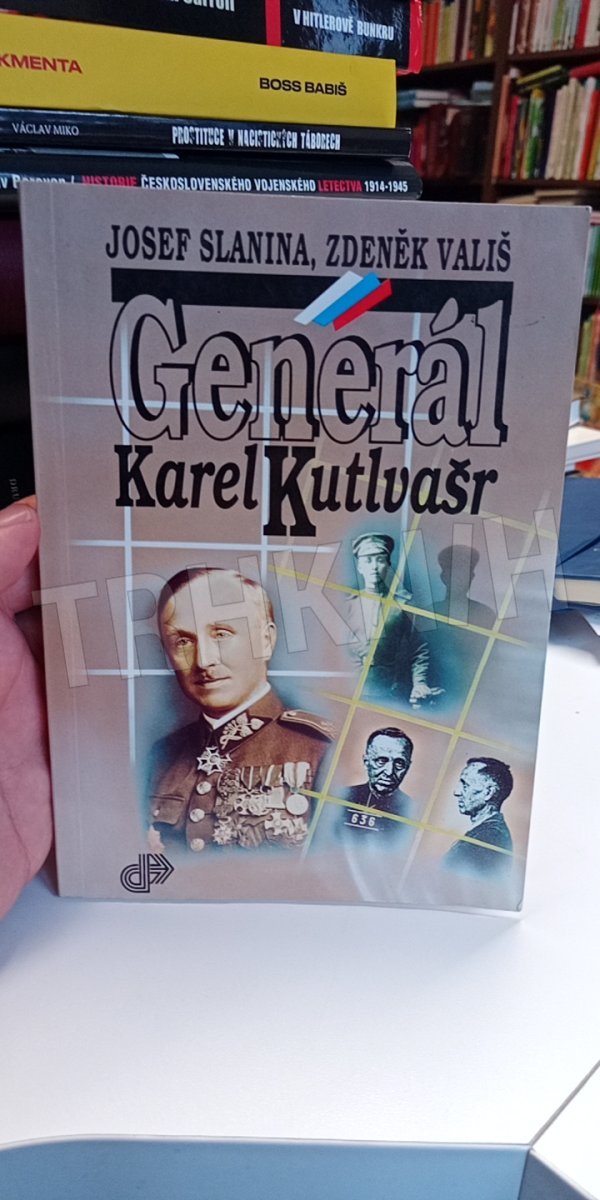 V HITLEROVĚ BUNKRU
KMENTA
BOSS BABIŠ
VÁCLAV MIKO
PROSTITUCE V NACISTICKÝCH TÁBORECH
HISTORIE ČESKOSLOVENSKÉHO VOJENSKÉHO LETECTVA 1914-1945
JOSEF SLANINA, ZDENĚK VALIŠ
Generál
Karel Kutlvašr
TRHKNIH
636